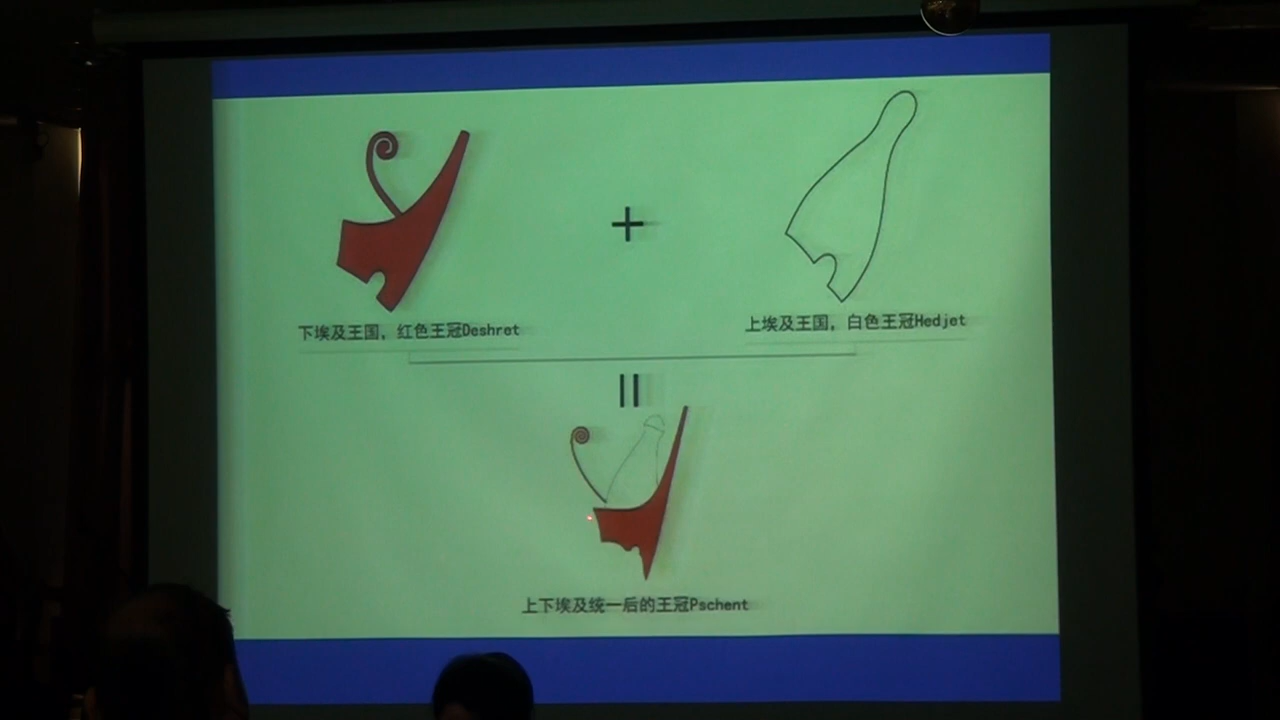 +
下埃及王国，红色王冠Deshret
上埃及王国，白色王冠Hedjet
=
上下埃及统一后的王冠Pschent